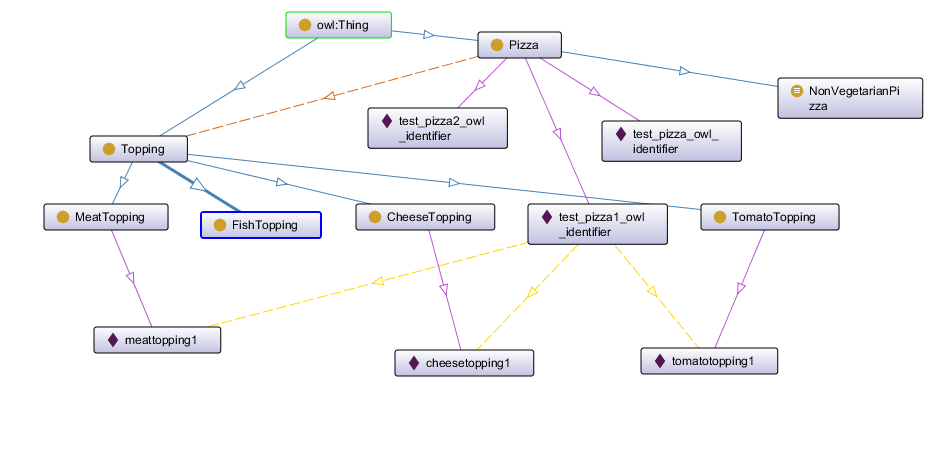 owl:Thing
Pizza
NonVegetarianPi
zza
test_pizza2_owl
_identifier
test_pizza_owl_
identifier
Topping
MeatTopping
FishTopping
CheeseTopping
test_pizza1_owl
_identifier
TomatoTopping
meattopping1
cheesetopping1
tomatotopping1